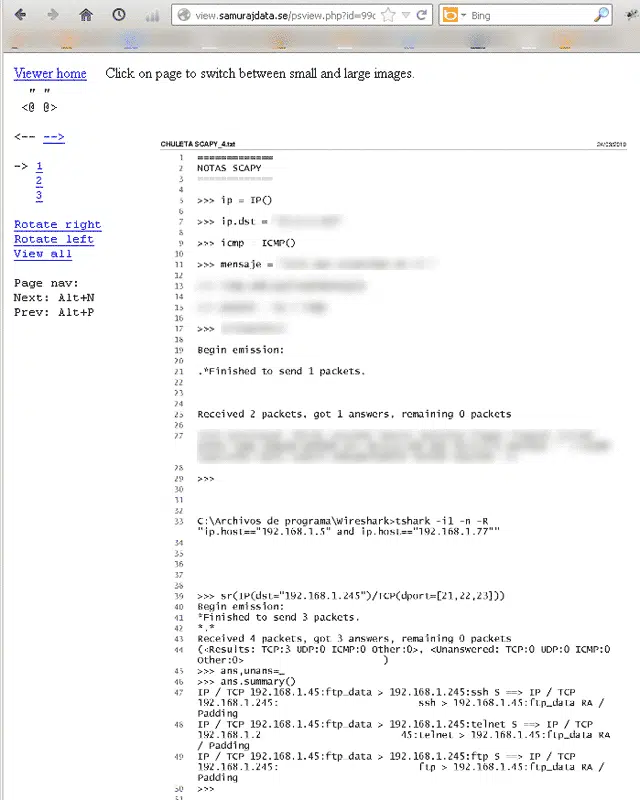 view.samurajdata.se/psview.php?id=99c
Bing
Viewer home Click on page to switch between small and large images.
" "
<@ @>
<-- -->
-> 1
2
3
Rotate right
Rotate left
View all
Page nav:
Next: Alt+N
Prev: Alt+P
CHULETA SCAPY_4.txt
1 =============
2 NOTAS SCAPY
3 =============
4
5 >>> ip = IP()
6
7 >>> ip.dst =
8
9 >>> icmp ICMP()
10
11 >>> mensaje =
12
13
14
15
16
17 >>>
18
19 Begin emission:
20
21 .*Finished to send 1 packets.
22
23
24
25 Received 2 packets, got 1 answers, remaining 0 packets
26
27
28
29 >>>
30
31
32
33 C:\Archivos de programa\Wireshark>tshark -i1 -n -R
"ip.host=="192.168.1.5" and ip.host=="192.168.1.77""
34
35
36
37
38
39 >>> sr(IP(dst="192.168.1.245")/TCP(dport=[21,22,23]))
40 Begin emission:
41 *Finished to send 3 packets.
42 *.*
43 Received 4 packets, got 3 answers, remaining 0 packets
44 (<Results: TCP:3 UDP:0 ICMP:0 Other:0>, <Unanswered: TCP:0 UDP:0 ICMP:0
Other:0> )
45 >>> ans,unans=_
46 >>> ans.summary()
47 IP / TCP 192.168.1.45:ftp_data > 192.168.1.245:ssh S ==> IP / TCP
192.168.1.245: ssh > 192.168.1.45:ftp_data RA /
Padding
48 IP / TCP 192.168.1.45:ftp_data > 192.168.1.245:telnet S ==> IP / TCP
192.168.1.2 45:telnet > 192.168.1.45:ftp_data RA
/ Padding
49 IP / TCP 192.168.1.45:ftp_data > 192.168.1.245:ftp S ==> IP / TCP
192.168.1.245: ftp > 192.168.1.45:ftp_data RA /
Padding
50 >>>